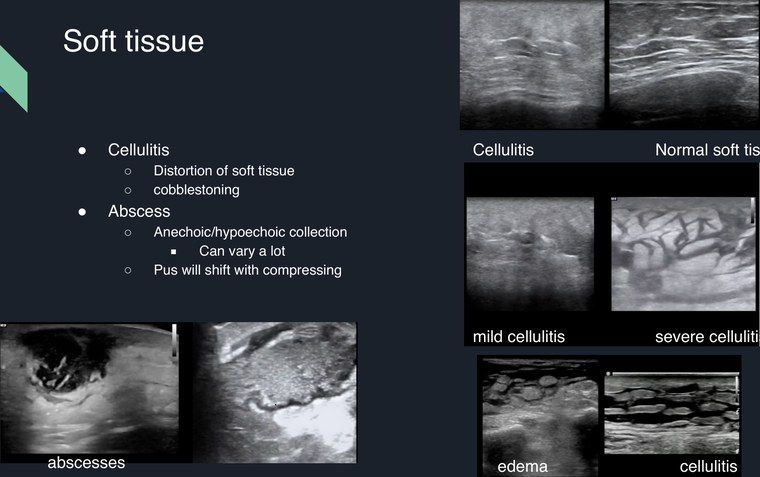 Soft tissue
Cellulitis
Distortion of soft tissue
cobblestoning
Abscess
Anechoic/hypoechoic collection
Can vary a lot
Pus will shift with compressing
Cellulitis
Normal soft tis
mild cellulitis
severe celluliti
edema
cellulitis
abscesses